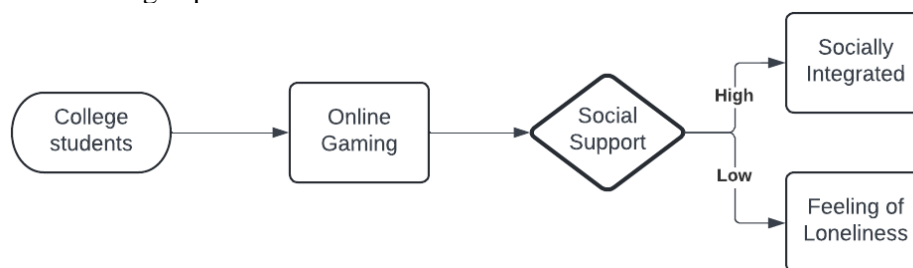 College
students
Online
Gaming
Social
Support
High
Low
Socially
Integrated
Feeling of
Loneliness